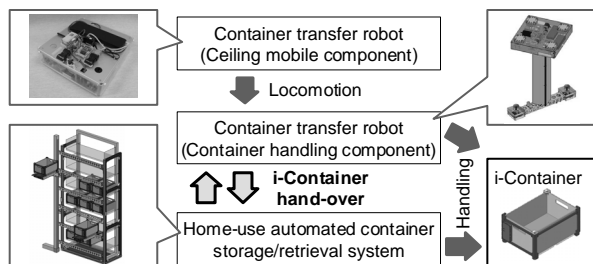 Container transfer robot
(Ceiling mobile component)
Locomotion
Container transfer robot
(Container handling component)
i-Container
hand-over
Handling
i-Container
Home-use automated container
storage/retrieval system